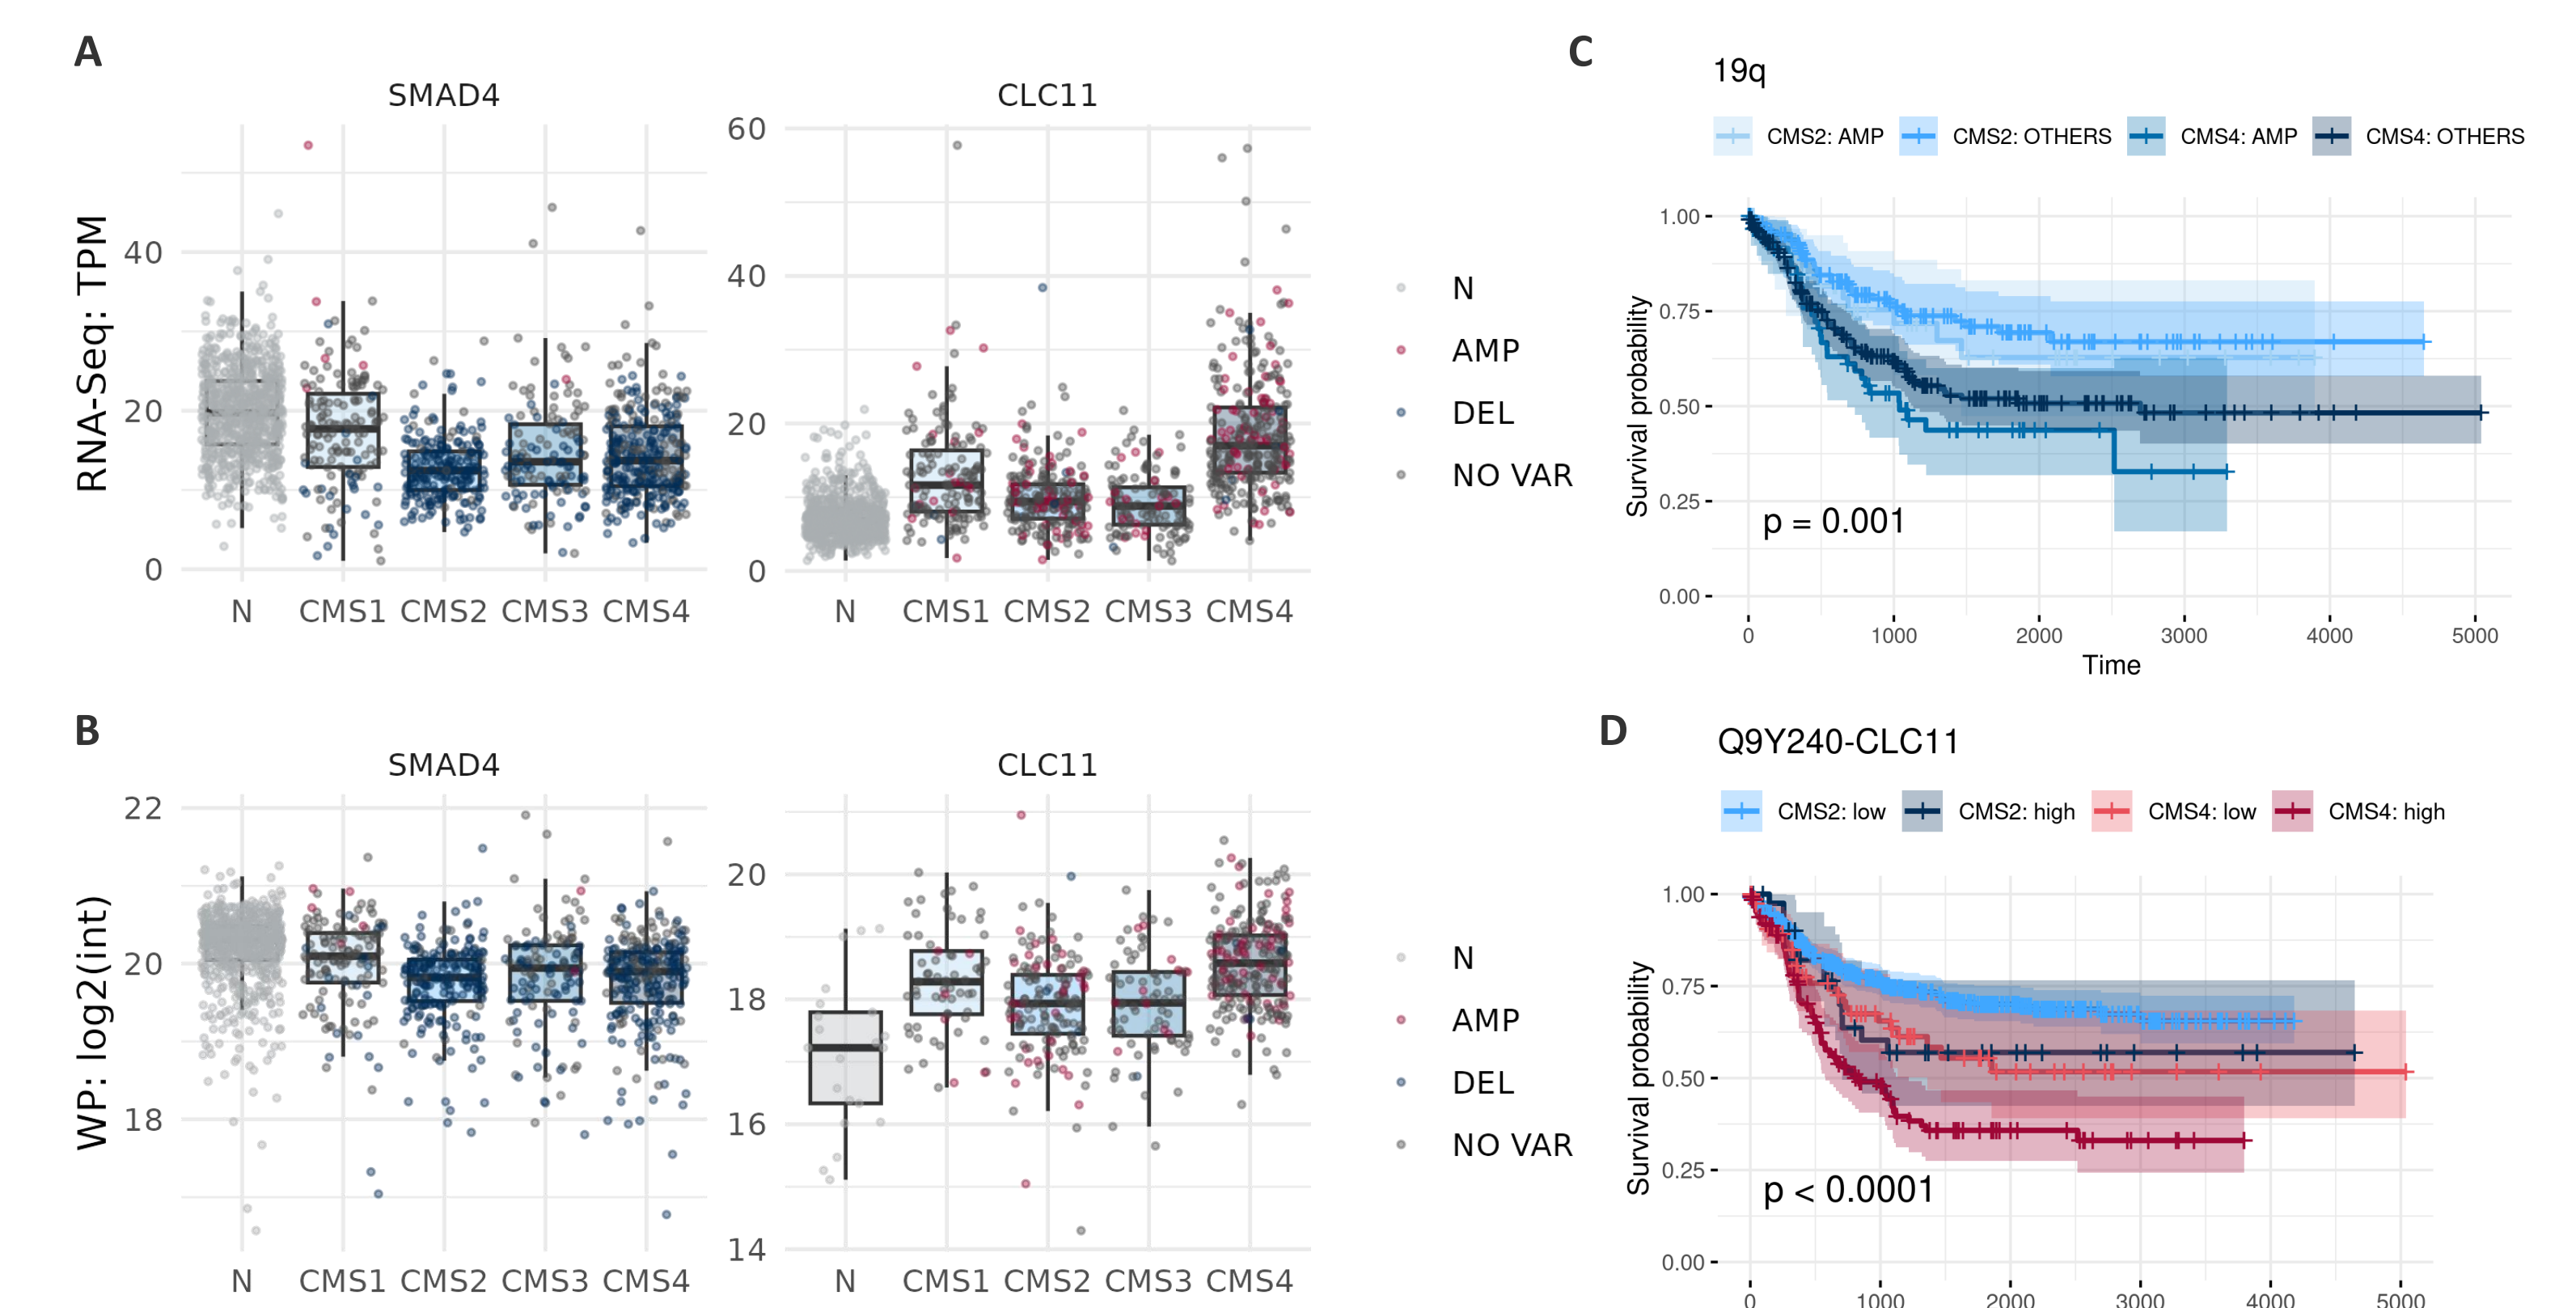 A
SMAD4
CLC11
RNA-Seq: TPM
40
20
0
60
40
20
0
N CMS1 CMS2 CMS3 CMS4
N CMS1 CMS2 CMS3 CMS4
N
AMP
DEL
NO VAR
B
SMAD4
CLC11
WP: log2(int)
22
20
18
20
18
16
14
N CMS1 CMS2 CMS3 CMS4
N CMS1 CMS2 CMS3 CMS4
N
AMP
DEL
NO VAR
C
19q
CMS2: AMP CMS2: OTHERS CMS4: AMP CMS4: OTHERS
Survival probability
1.00
0.75
0.50
0.25
0.00
p = 0.001
0 1000 2000 3000 4000 5000
Time
D
Q9Y240-CLC11
CMS2: low CMS2: high CMS4: low CMS4: high
Survival probability
1.00
0.75
0.50
0.25
0.00
p < 0.0001
0 1000 2000 3000 4000 5000